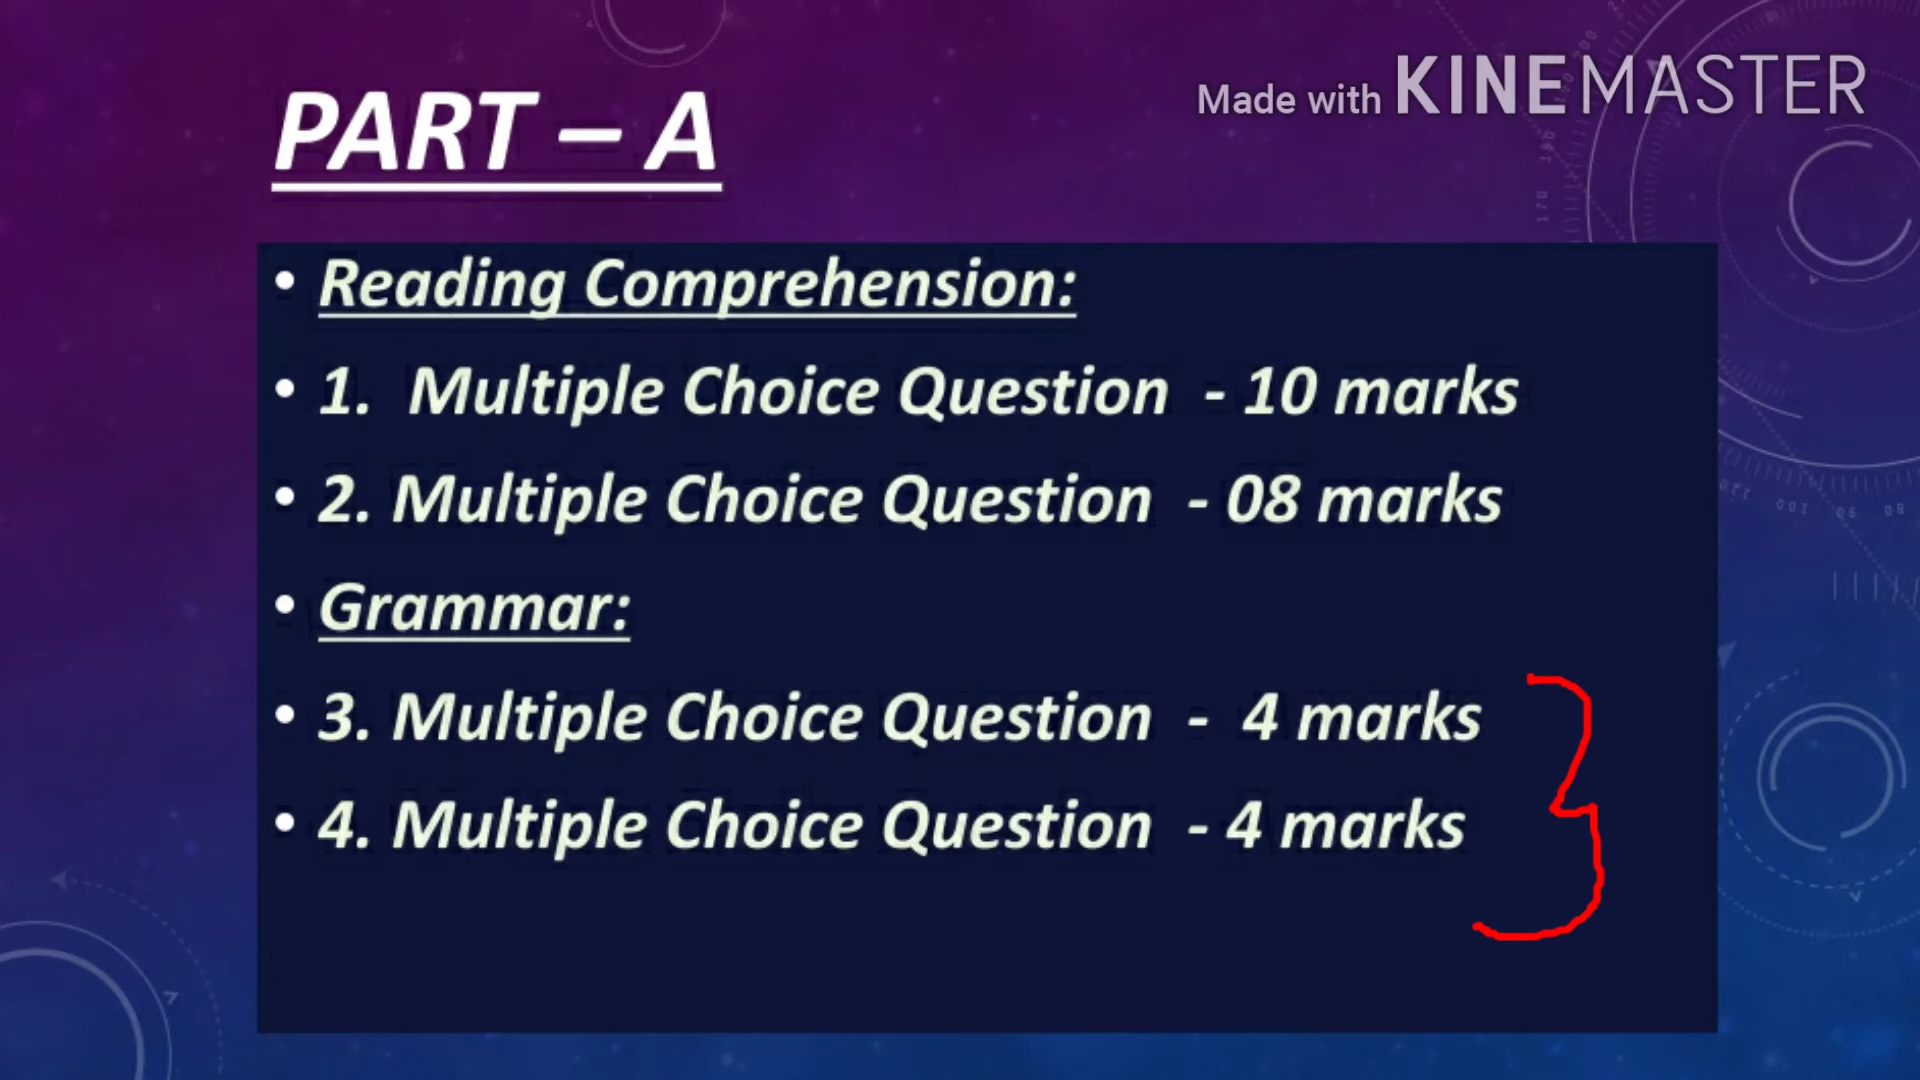 Made with KINEMASTER
PART – A
• Reading Comprehension:
• 1. Multiple Choice Question - 10 marks
• 2. Multiple Choice Question - 08 marks
• Grammar:
• 3. Multiple Choice Question - 4 marks
• 4. Multiple Choice Question - 4 marks